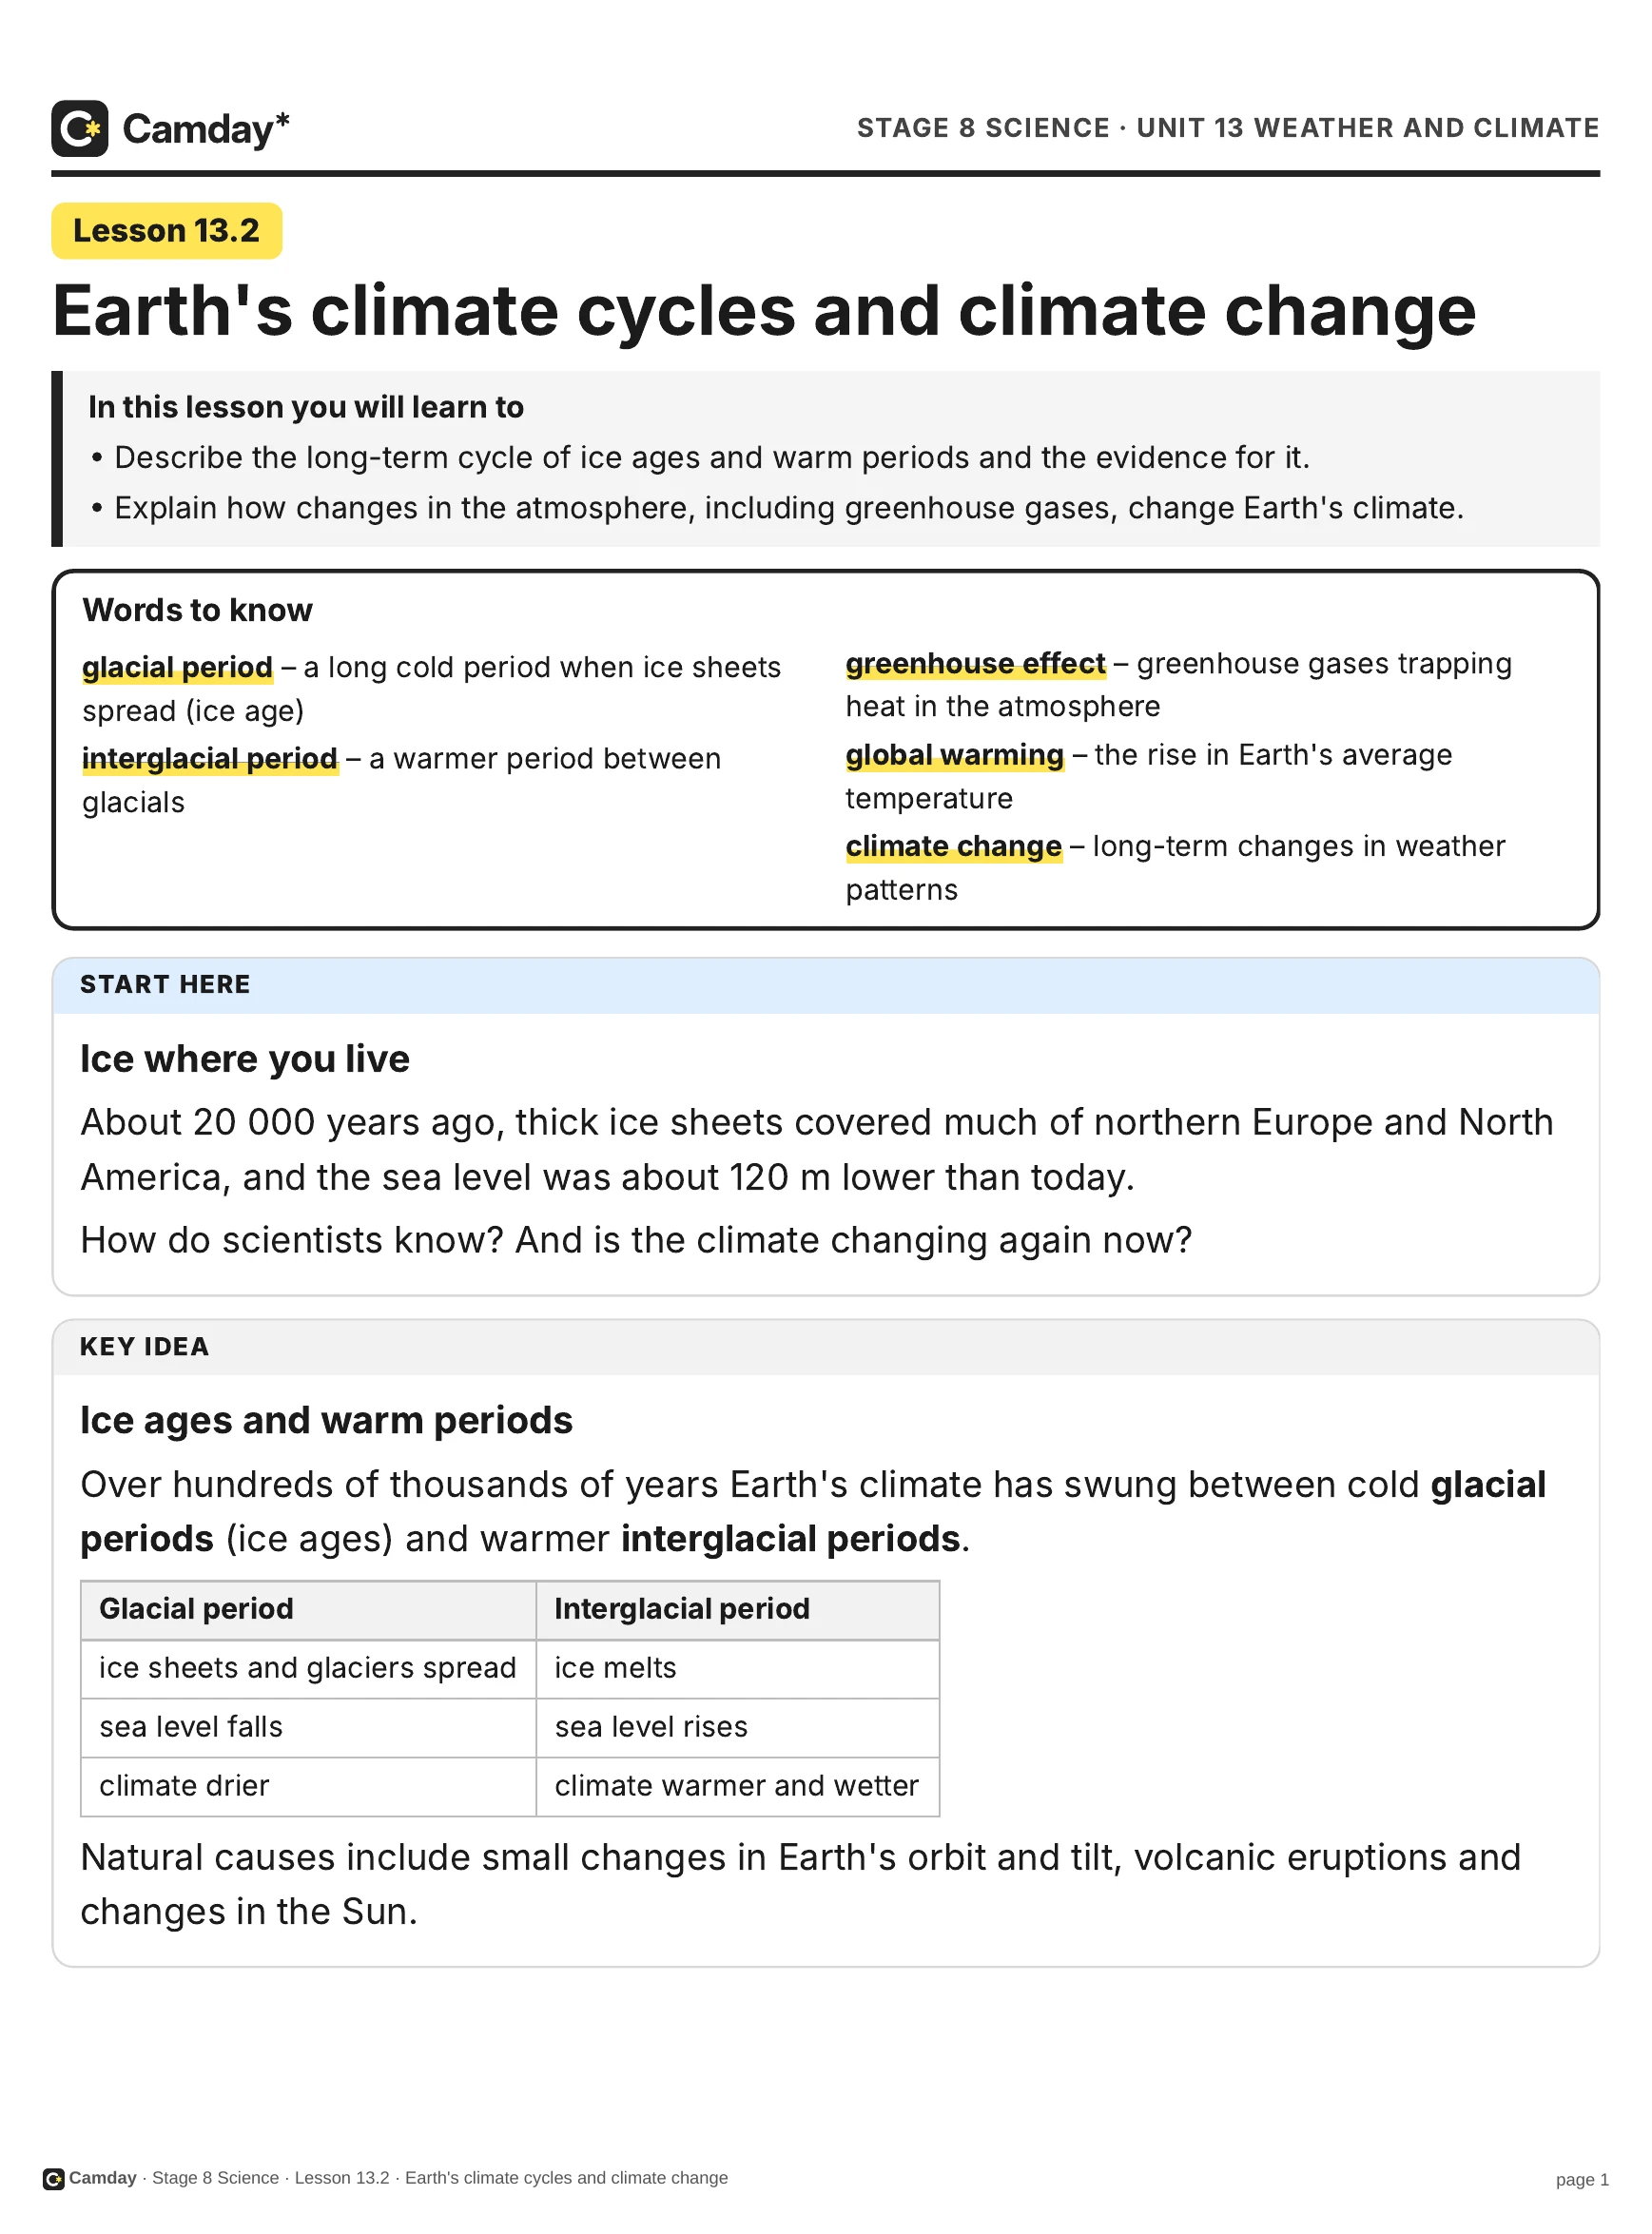 Camday*
STAGE 8 SCIENCE · UNIT 13 WEATHER AND CLIMATE
Lesson 13.2
Earth's climate cycles and climate change
In this lesson you will learn to
• Describe the long-term cycle of ice ages and warm periods and the evidence for it.
• Explain how changes in the atmosphere, including greenhouse gases, change Earth's climate.
Words to know
glacial period – a long cold period when ice sheets
spread (ice age)
interglacial period – a warmer period between
glacials
greenhouse effect – greenhouse gases trapping
heat in the atmosphere
global warming – the rise in Earth's average
temperature
climate change – long-term changes in weather
patterns
START HERE
Ice where you live
About 20 000 years ago, thick ice sheets covered much of northern Europe and North
America, and the sea level was about 120 m lower than today.
How do scientists know? And is the climate changing again now?
KEY IDEA
Ice ages and warm periods
Over hundreds of thousands of years Earth's climate has swung between cold glacial
periods (ice ages) and warmer interglacial periods.
Glacial period Interglacial period
ice sheets and glaciers spread ice melts
sea level falls sea level rises
climate drier climate warmer and wetter
Natural causes include small changes in Earth's orbit and tilt, volcanic eruptions and
changes in the Sun.
Camday · Stage 8 Science · Lesson 13.2 · Earth's climate cycles and climate change
page 1